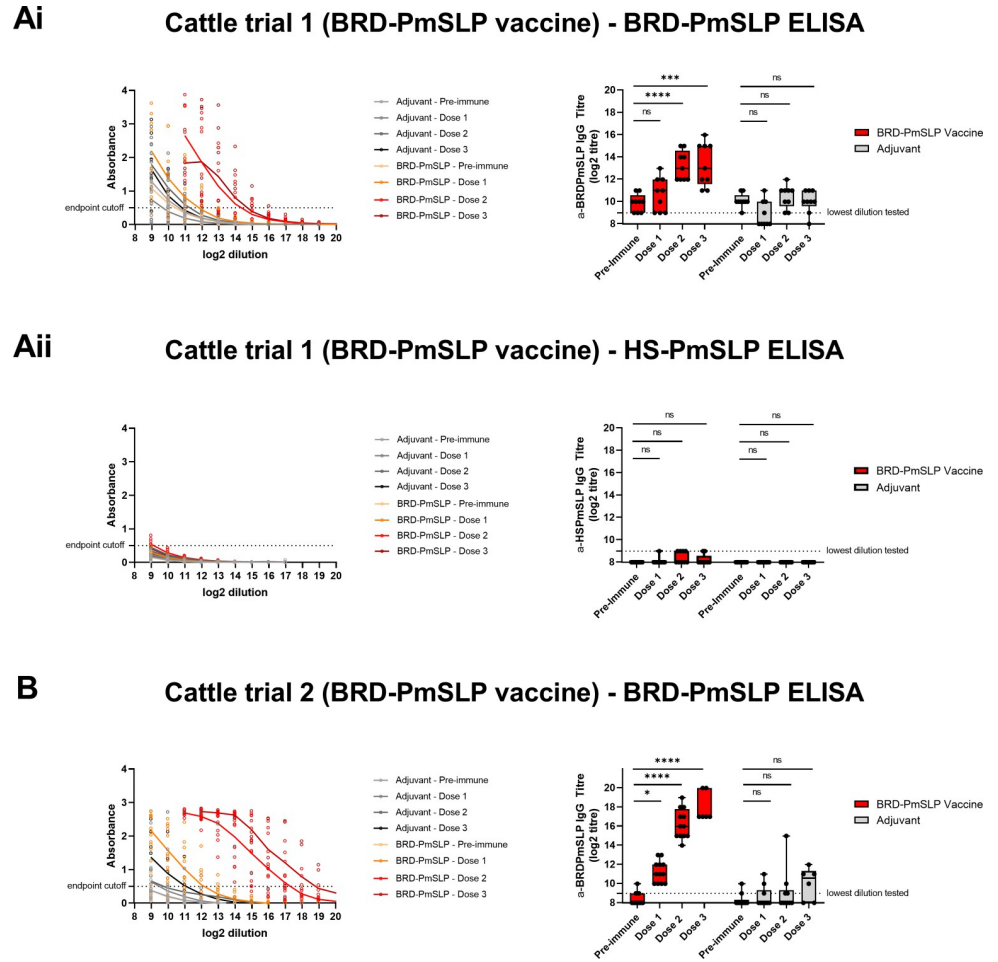 Ai
Cattle trial 1 (BRD-PmSLP vaccine) - BRD-PmSLP ELISA
Absorbance
4
3
2
1
0
endpoint cutoff
8 9 10 11 12 13 14 15 16 17 18 19 20
log2 dilution
Adjuvant - Pre-immune
Adjuvant - Dose 1
Adjuvant - Dose 2
Adjuvant - Dose 3
BRD-PmSLP - Pre-immune
BRD-PmSLP - Dose 1
BRD-PmSLP - Dose 2
BRD-PmSLP - Dose 3
a-BRDPmSLP IgG Titre
(log2 titre)
20
18
16
14
12
10
8
***
****
ns
ns
ns
ns
lowest dilution tested
Pre-Immune Dose 1 Dose 2 Dose 3 Pre-Immune Dose 1 Dose 2 Dose 3
BRD-PmSLP Vaccine
Adjuvant
Aii
Cattle trial 1 (BRD-PmSLP vaccine) - HS-PmSLP ELISA
Absorbance
4
3
2
1
0
endpoint cutoff
8 9 10 11 12 13 14 15 16 17 18 19 20
log2 dilution
Adjuvant - Pre-immune
Adjuvant - Dose 1
Adjuvant - Dose 2
Adjuvant - Dose 3
BRD-PmSLP - Pre-immune
BRD-PmSLP - Dose 1
BRD-PmSLP - Dose 2
BRD-PmSLP - Dose 3
a-HSPmSLP IgG Titre
(log2 titre)
20
18
16
14
12
10
8
ns
ns
ns
ns
ns
ns
lowest dilution tested
Pre-Immune Dose 1 Dose 2 Dose 3 Pre-Immune Dose 1 Dose 2 Dose 3
BRD-PmSLP Vaccine
Adjuvant
B
Cattle trial 2 (BRD-PmSLP vaccine) - BRD-PmSLP ELISA
Absorbance
4
3
2
1
0
endpoint cutoff
8 9 10 11 12 13 14 15 16 17 18 19 20
log2 dilution
Adjuvant - Pre-immune
Adjuvant - Dose 1
Adjuvant - Dose 2
Adjuvant - Dose 3
BRD-PmSLP - Pre-immune
BRD-PmSLP - Dose 1
BRD-PmSLP - Dose 2
BRD-PmSLP - Dose 3
a-BRDPmSLP IgG Titre
(log2 titre)
20
18
16
14
12
10
8
****
****
*
ns
ns
ns
lowest dilution tested
Pre-Immune Dose 1 Dose 2 Dose 3 Pre-immune Dose 1 Dose 2 Dose 3
BRD-PmSLP Vaccine
Adjuvant